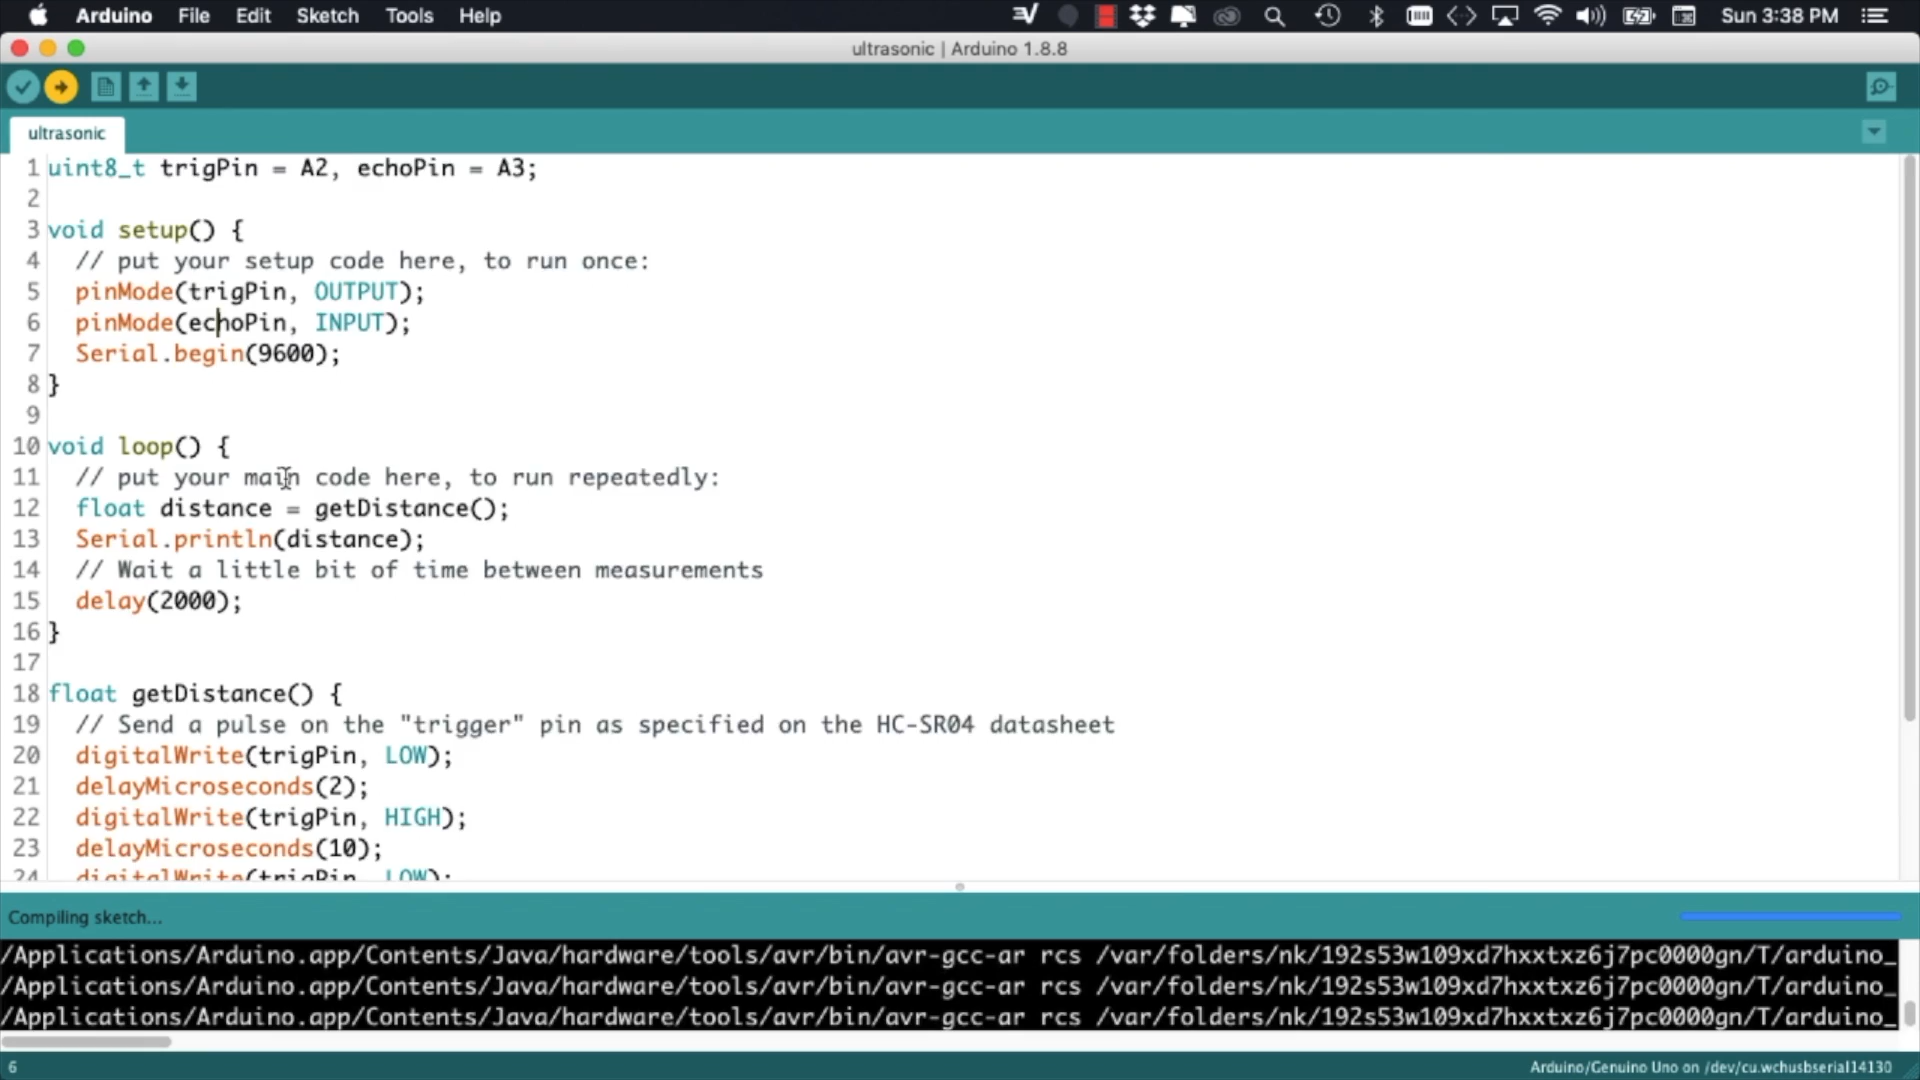 Arduino File Edit Sketch Tools Help Sun 3:38 PM
ultrasonic | Arduino 1.8.8
ultrasonic
1 uint8_t trigPin = A2, echoPin = A3;
2
3 void setup() {
4 // put your setup code here, to run once:
5 pinMode(trigPin, OUTPUT);
6 pinMode(echoPin, INPUT);
7 Serial.begin(9600);
8 }
9
10 void loop() {
11 // put your main code here, to run repeatedly:
12 float distance = getDistance();
13 Serial.println(distance);
14 // Wait a little bit of time between measurements
15 delay(2000);
16 }
17
18 float getDistance() {
19 // Send a pulse on the "trigger" pin as specified on the HC-SR04 datasheet
20 digitalWrite(trigPin, LOW);
21 delayMicroseconds(2);
22 digitalWrite(trigPin, HIGH);
23 delayMicroseconds(10);
24 digitalWrite(trigPin, LOW);
Compiling sketch...
/Applications/Arduino.app/Contents/Java/hardware/tools/avr/bin/avr-gcc-ar rcs /var/folders/nk/192s53w109xd7hxxtxz6j7pc0000gn/T/arduino_
/Applications/Arduino.app/Contents/Java/hardware/tools/avr/bin/avr-gcc-ar rcs /var/folders/nk/192s53w109xd7hxxtxz6j7pc0000gn/T/arduino_
/Applications/Arduino.app/Contents/Java/hardware/tools/avr/bin/avr-gcc-ar rcs /var/folders/nk/192s53w109xd7hxxtxz6j7pc0000gn/T/arduino_
6 Arduino/Genuino Uno on /dev/cu.wchusbserial14130